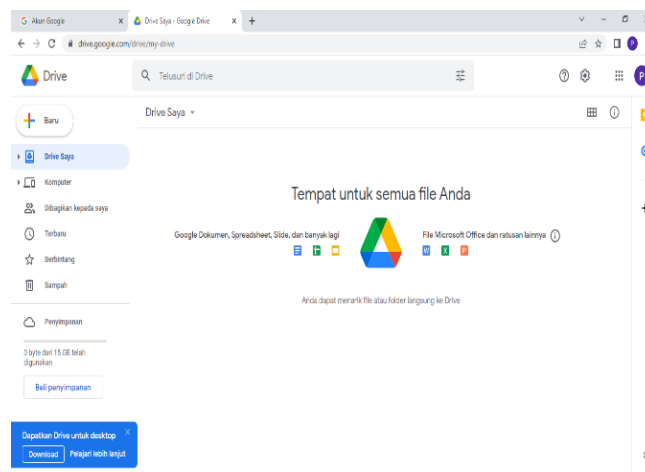 Akun Google
Drive Saya - Google Drive
drive.google.com/drive/my-drive
P
Drive
Telusuri di Drive
P
Baru
Drive Saya
Drive Saya
Komputer
Dibagikan kepada saya
Terbaru
Berbintang
Sampah
Penyimpanan
0 byte dari 15 GB telah
digunakan
Beli penyimpanan
Tempat untuk semua file Anda
Google Dokumen, Spreadsheet, Slide, dan banyak lagi
File Microsoft Office dan ratusan lainnya
W X P
Anda dapat menarik file atau folder langsung ke Drive
Dapatkan Drive untuk desktop
Download
Pelajari lebih lanjut